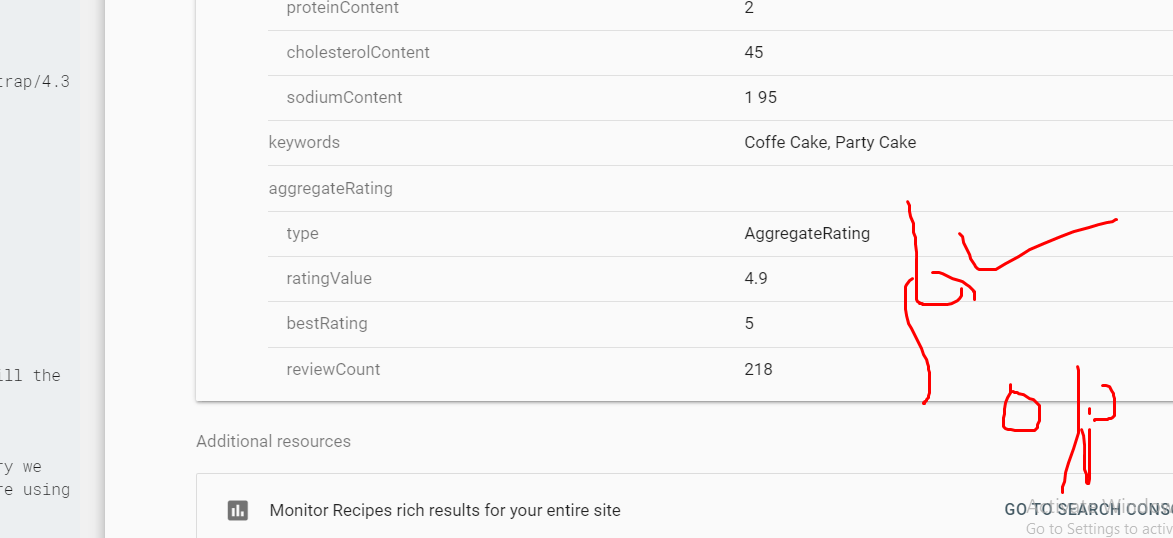 proteinContent 2
cholesterolContent 45
trap/4.3
sodiumContent 1 95
keywords Coffe Cake, Party Cake
aggregateRating
type AggregateRating
ratingValue 4.9
bestRating 5
ill the
reviewCount 218
Additional resources
ry we
re using
Monitor Recipes rich results for your entire site GO TO SEARCH CONS
Activate Window
Go to Settings to activ